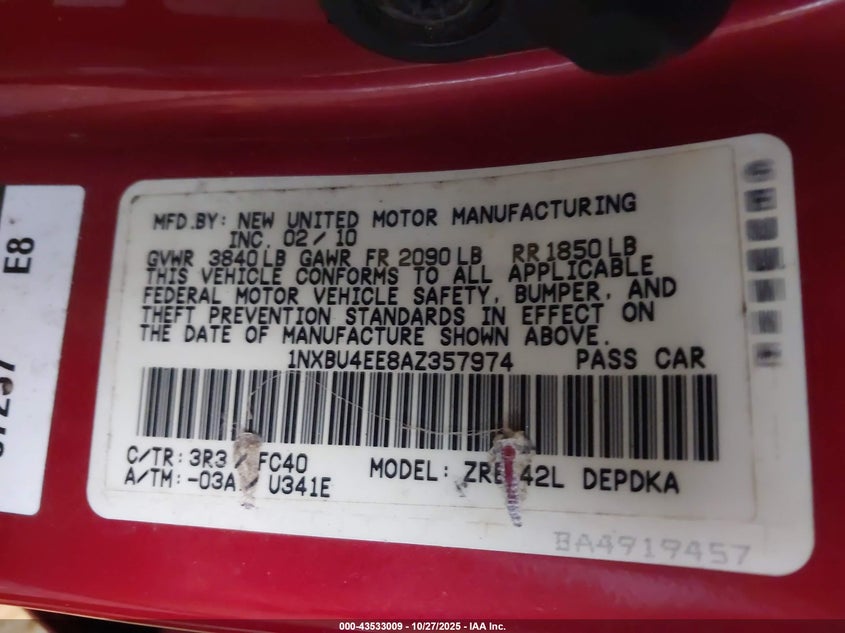 MFD.BY: NEW UNITED MOTOR MANUFACTURING
INC. 02/10
GVWR 3840 LB GAWR FR 2090 LB RR 1850 LB
THIS VEHICLE CONFORMS TO ALL APPLICABLE
FEDERAL MOTOR VEHICLE SAFETY, BUMPER, AND
THEFT PREVENTION STANDARDS IN EFFECT ON
THE DATE OF MANUFACTURE SHOWN ABOVE.
1NXBU4EE8AZ357974 PASS CAR
C/TR: 3R3 / FC40
A/TM: -03A / U341E
MODEL: 42L DEPDKA
BA4919457
E8
000-43533009 - 10/27/2025 - IAA Inc.